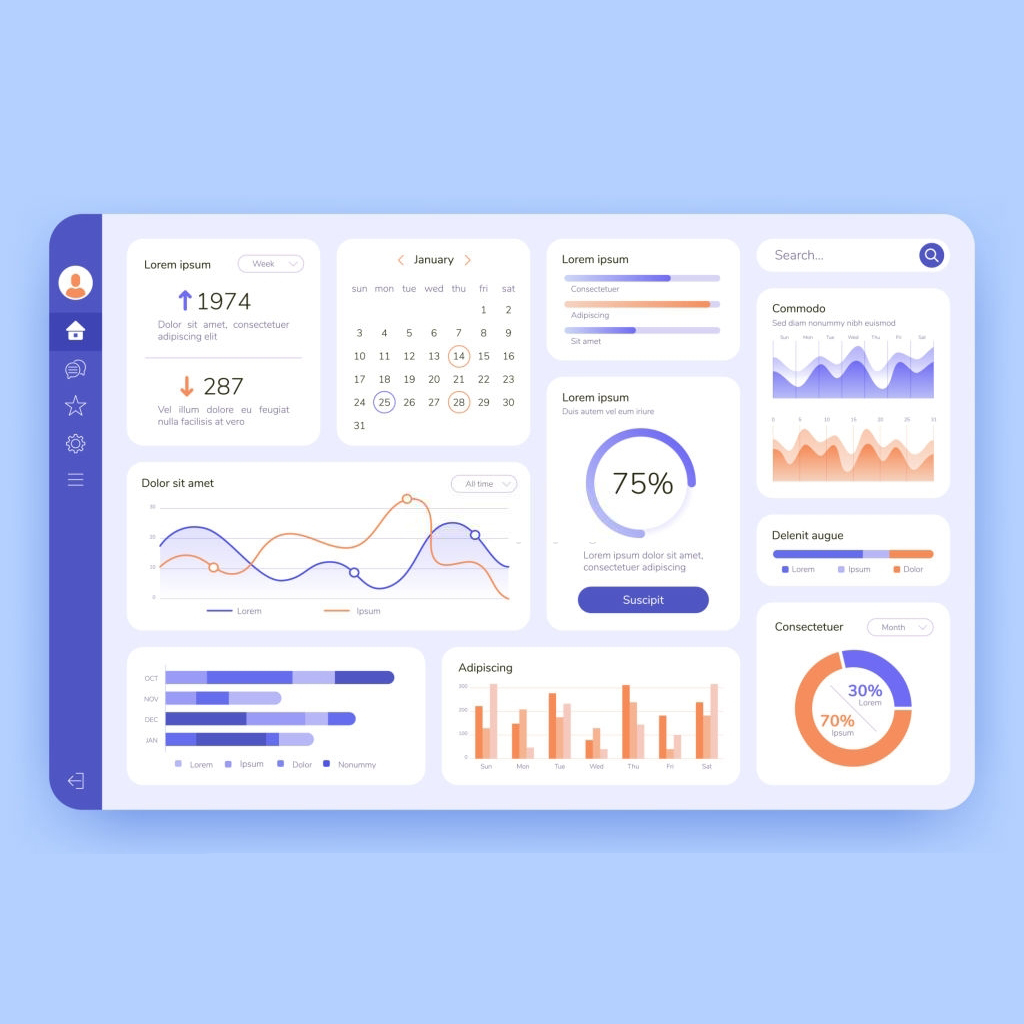 Lorem ipsum
Week
1974
Dolor sit amet, consectetuer
adipiscing elit
287
Vel illum dolore eu feugiat
nulla facilisis at vero
January
sun mon tue wed thu fri sat
1 2
3 4 5 6 7 8 9
10 11 12 13 14 15 16
17 18 19 20 21 22 23
24 25 26 27 28 29 30
31
Lorem ipsum
Consectetuer
Adipiscing
Sit amet
Search...
Commodo
Sed diam nonummy nibh euismod
Sun Mon Tue Wed Thu Fri Sat
0 5 10 15 20 25 30
Dolor sit amet
All time
30
20
10
0
Lorem Ipsum
Lorem ipsum
Duis autem vel eum iriure
75%
Lorem ipsum dolor sit amet,
consectetuer adipiscing
Suscipit
Delenit augue
Lorem Ipsum Dolor
OCT
NOV
DEC
JAN
Lorem Ipsum Dolor Nonummy
Adipiscing
300
200
100
0
Sun Mon Tue Wed Thu Fri Sat
Consectetuer
Month
30%
Lorem
70%
Ipsum